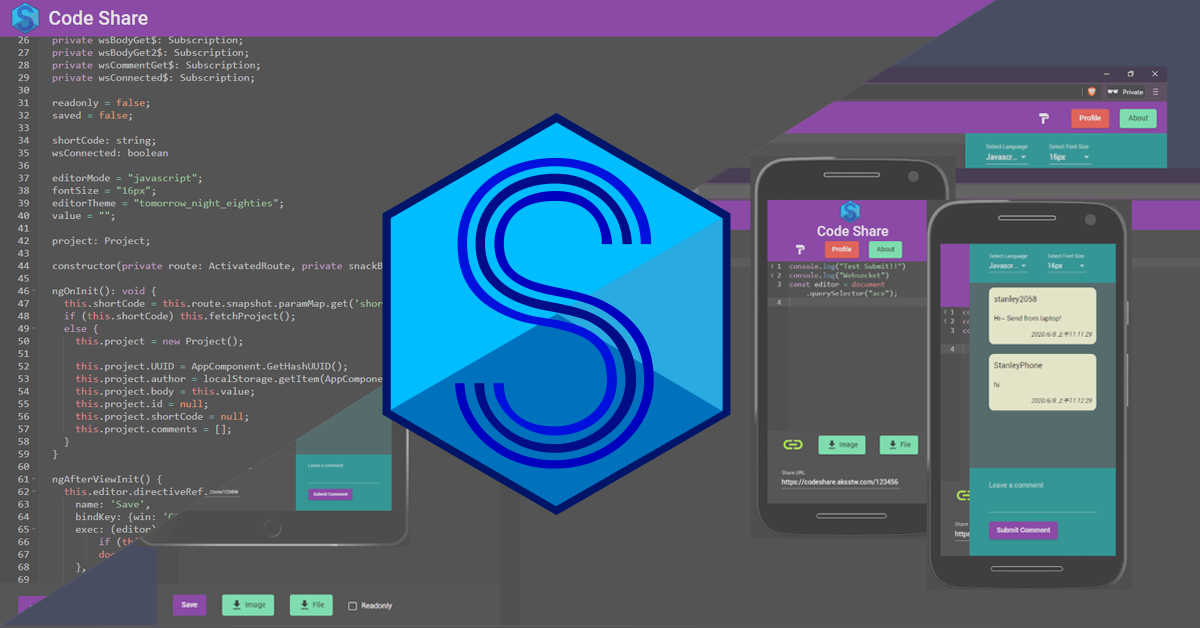 Code Share
26 private wsBodyGet$: Subscription;
27 private wsBodyGet2$: Subscription;
28 private wsCommentGet$: Subscription;
29 private wsConnected$: Subscription;
30
31 readonly = false;
32 saved = false;
33
34 shortCode: string;
35 wsConnected: boolean
36
37 editorMode = "javascript";
38 fontSize = "16px";
39 editorTheme = "tomorrow_night_eighties";
40 value = "";
41
42 project: Project;
43
44 constructor(private route: ActivatedRoute, private snackB
45
46 ngOnInit(): void {
47 this.shortCode = this.route.snapshot.paramMap.get('shor
48 if (this.shortCode) this.fetchProject();
49 else {
50 this.project = new Project();
51
52 this.project.UUID = AppComponent.GetHashUUID();
53 this.project.author = localStorage.getItem(AppCompone
54 this.project.body = this.value;
55 this.project.id = null;
56 this.project.shortCode = null;
57 this.project.comments = [];
58 }
59 }
60
61 ngAfterViewInit() {
62 this.editor.directiveRef.
63 name: 'Save',
64 bindKey: {win: 'C
65 exec: (editor)
66 if (thi
67 doc
68 },
69
.com/123456
Leave a comment
Submit Comment
Save
Image
File
Readonly
S
Private
Profile
About
Select Language
Select Font Size
Javascr...
16px
Code Share
Profile
About
1 console.log("Test Submit!!")
2 console.log("Websocket")
3 const editor = document
.querySelector("ace");
4
Image
File
Share URL
https://codeshare.aksstw.com/123456
Select Language
Select Font Size
Javascr...
16px
1 co
2 co
3 co
4
stanley2058
Hi~ Send from laptop!
2020/6/8 上午11:11:29
StanleyPhone
hi
2020/6/8 上午11:12:29
Leave a comment
Submit Comment
Share
https